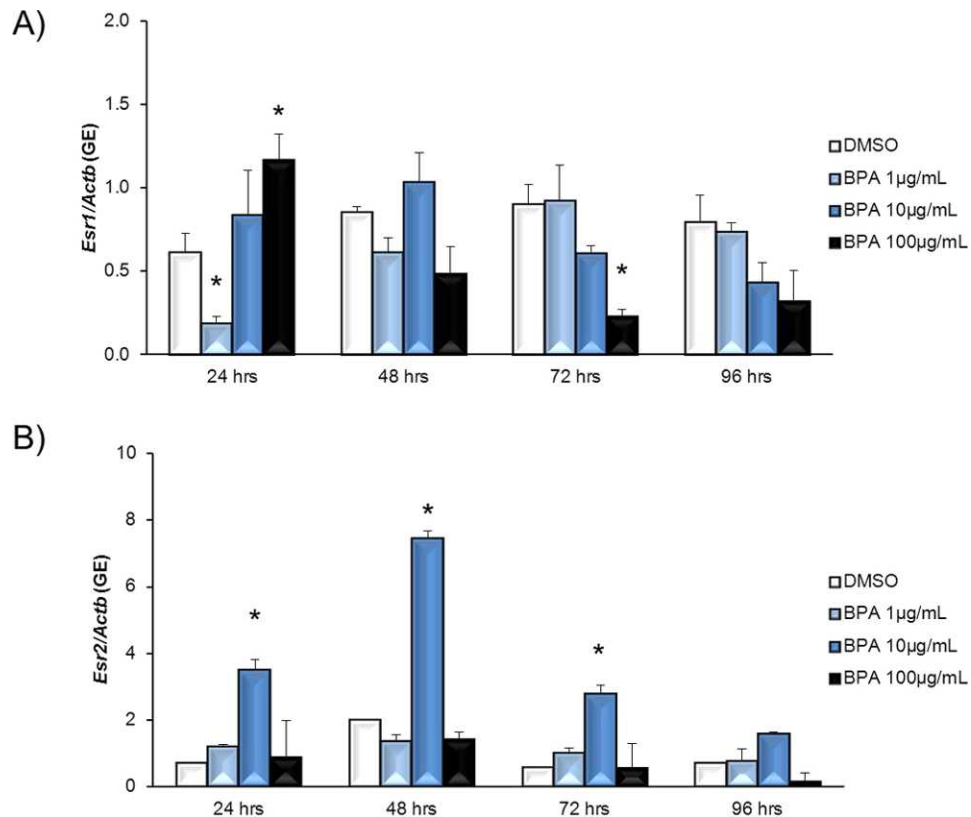 A)
2.0
1.5
1.0
0.5
0.0
Esr1/Actb (GE)
*
*
*
24 hrs
48 hrs
72 hrs
96 hrs
DMSO
BPA 1µg/mL
BPA 10µg/mL
BPA 100µg/mL
B)
10
8
6
4
2
0
Esr2/Actb (GE)
*
*
*
24 hrs
48 hrs
72 hrs
96 hrs
DMSO
BPA 1µg/mL
BPA 10µg/mL
BPA 100µg/mL